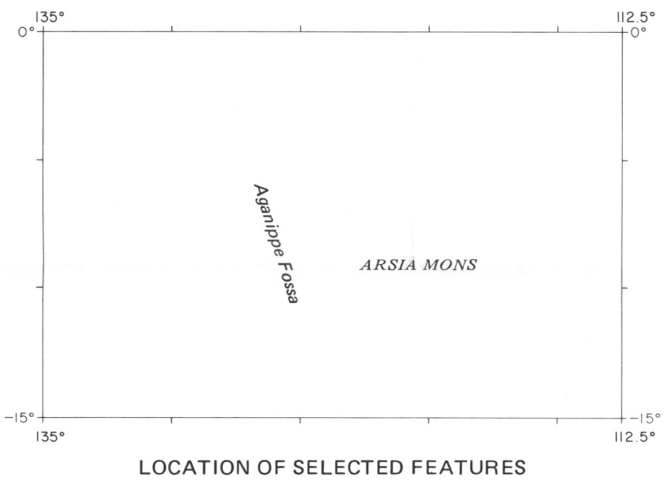 135° 112.5°
0° 0°
Aganippe Fossa
ARSIA MONS
-15° -15°
135° 112.5°
LOCATION OF SELECTED FEATURES